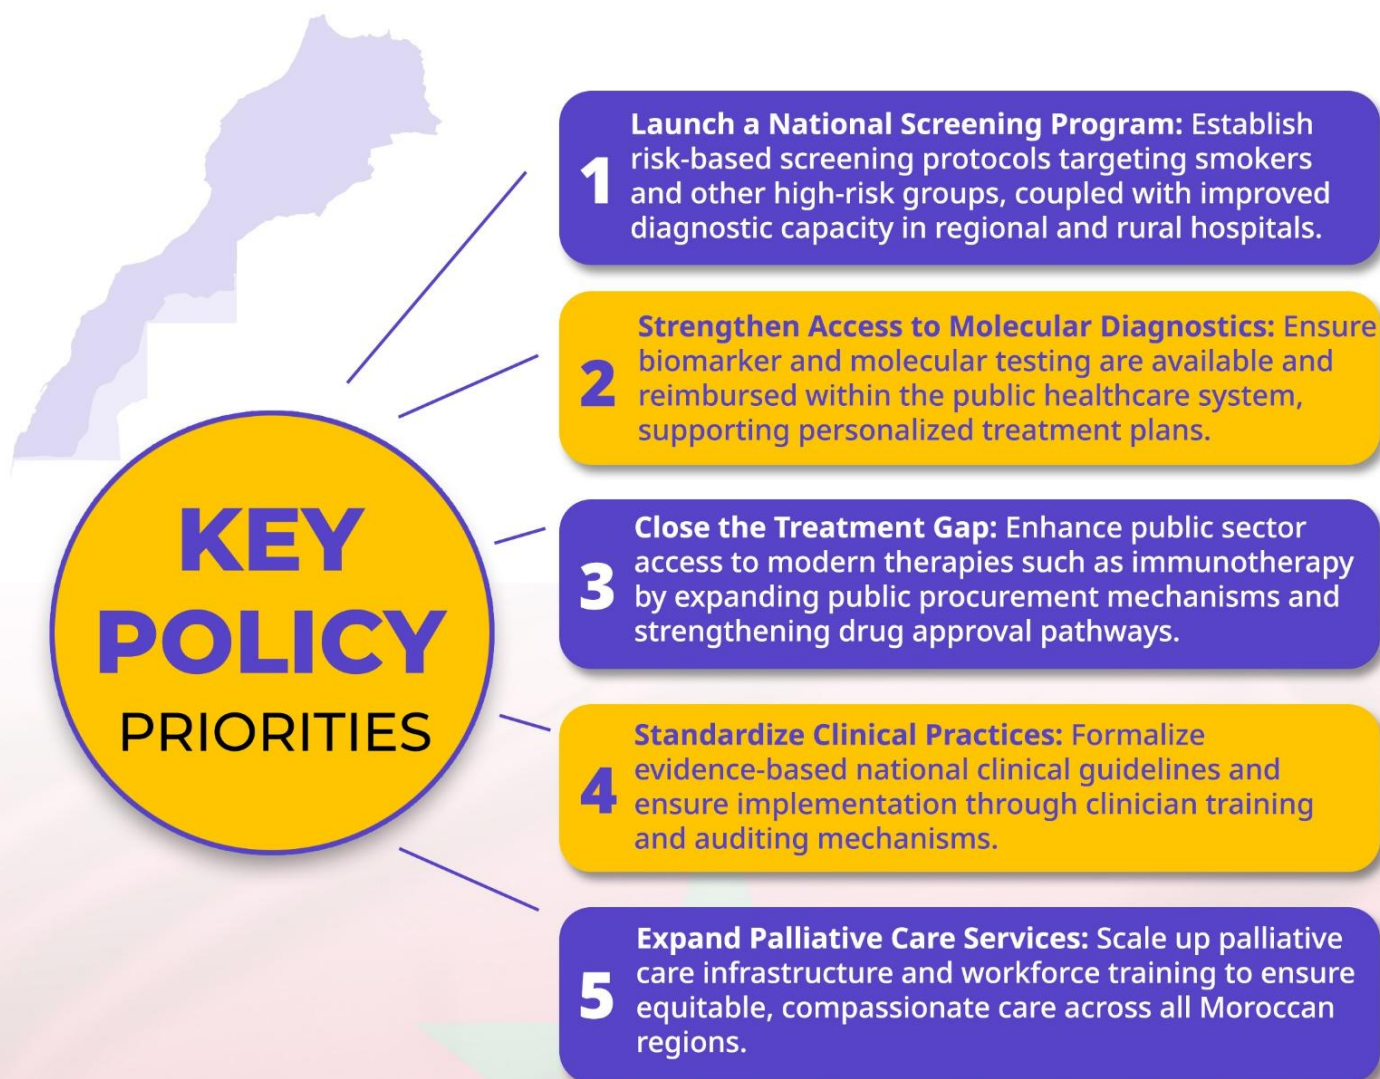 KEY
POLICY
PRIORITIES
1
Launch a National Screening Program: Establish
risk-based screening protocols targeting smokers
and other high-risk groups, coupled with improved
diagnostic capacity in regional and rural hospitals.
2
Strengthen Access to Molecular Diagnostics: Ensure
biomarker and molecular testing are available and
reimbursed within the public healthcare system,
supporting personalized treatment plans.
3
Close the Treatment Gap: Enhance public sector
access to modern therapies such as immunotherapy
by expanding public procurement mechanisms and
strengthening drug approval pathways.
4
Standardize Clinical Practices: Formalize
evidence-based national clinical guidelines and
ensure implementation through clinician training
and auditing mechanisms.
5
Expand Palliative Care Services: Scale up palliative
care infrastructure and workforce training to ensure
equitable, compassionate care across all Moroccan
regions.